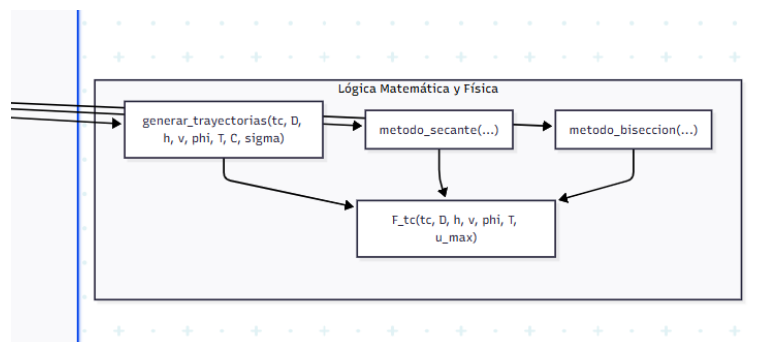 Lógica Matemática y Física
generar_trayectorias(tc, D,
h, v, phi, T, C, sigma)
metodo_secante(...)
metodo_biseccion(...)
F_tc(tc, D, h, v, phi, T,
u_max)